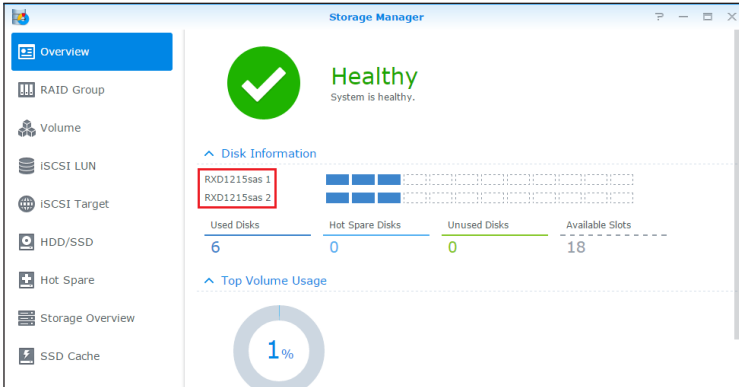 Storage Manager
?
Overview
RAID Group
Volume
iSCSI LUN
iSCSI Target
HDD/SSD
Hot Spare
Storage Overview
SSD Cache
Healthy
System is healthy.
Disk Information
RXD1215sas 1
RXD1215sas 2
Used Disks Hot Spare Disks Unused Disks Available Slots
6 0 0 18
Top Volume Usage
1%